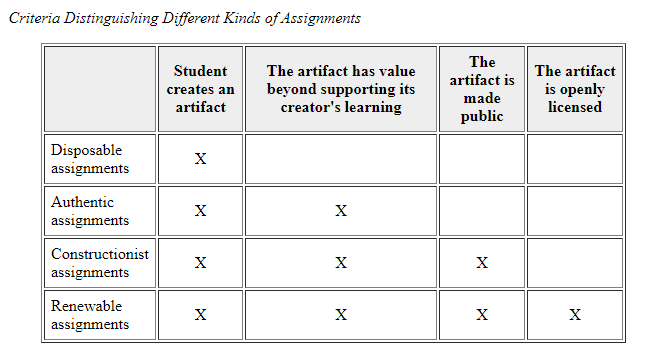 Criteria Distinguishing Different Kinds of Assignments
Student
creates an
artifact
The artifact has value
beyond supporting its
creator's learning
The
artifact is
made
public
The artifact
is openly
licensed
Disposable
assignments
X
Authentic
assignments
X X
Constructionist
assignments
X X X
Renewable
assignments
X X X X